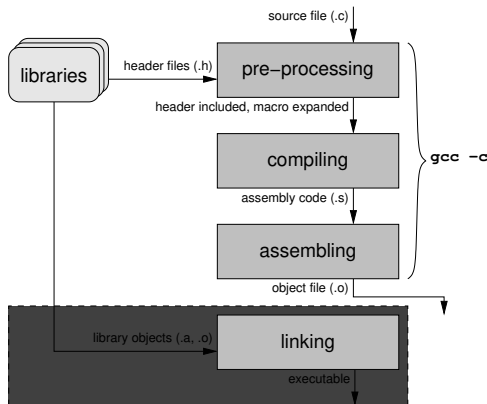 source file (.c)
libraries
header files (.h)
pre-processing
header included, macro expanded
compiling
gcc -c
assembly code (.s)
assembling
object file (.o)
library objects (.a, .o)
linking
executable